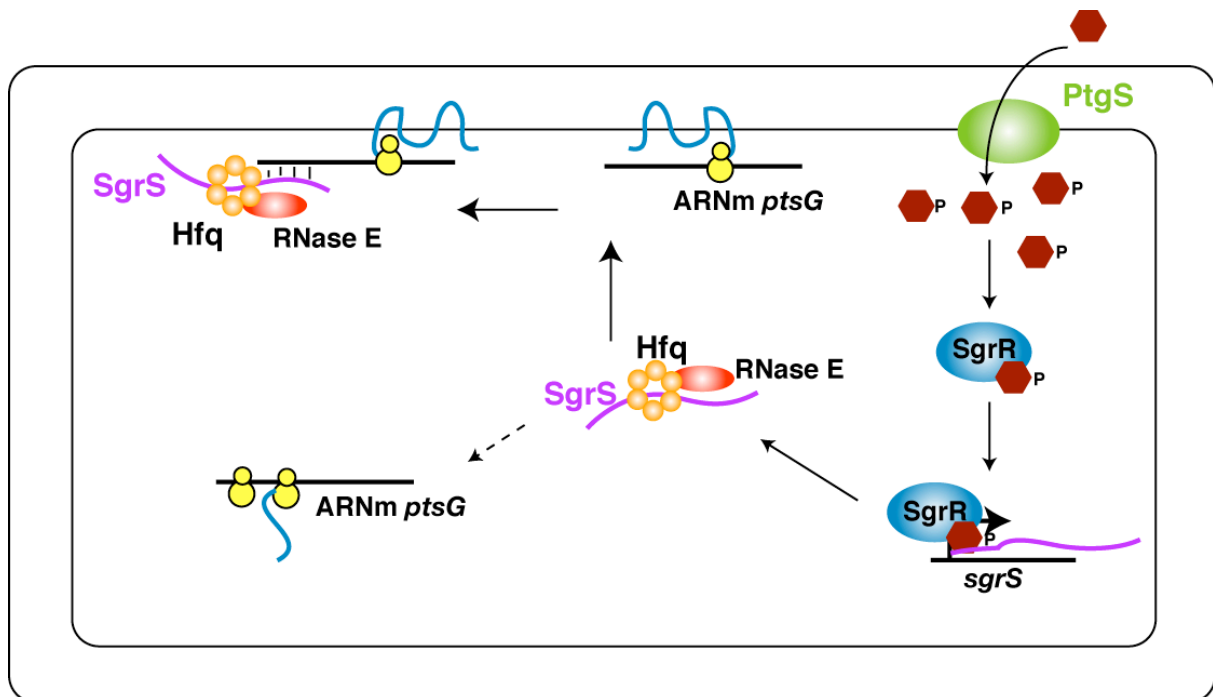 PtgS
SgrS
Hfq
RNase E
ARNm ptsG
P
P
P
P
SgrR
P
Hfq
RNase E
SgrS
ARNm ptsG
SgrR
P
sgrS